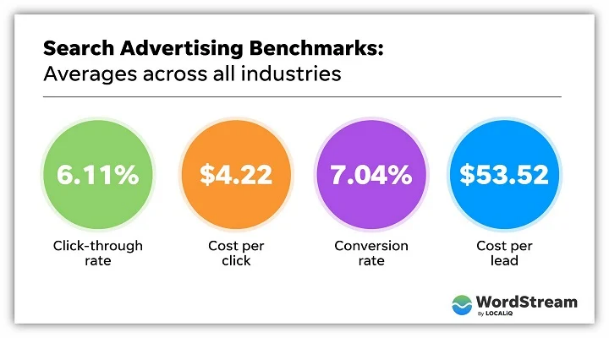 Search Advertising Benchmarks:
Averages across all industries
6.11%
$4.22
7.04%
$53.52
Click-through
rate
Cost per
click
Conversion
rate
Cost per
lead
WordStream
By LOCALiQ